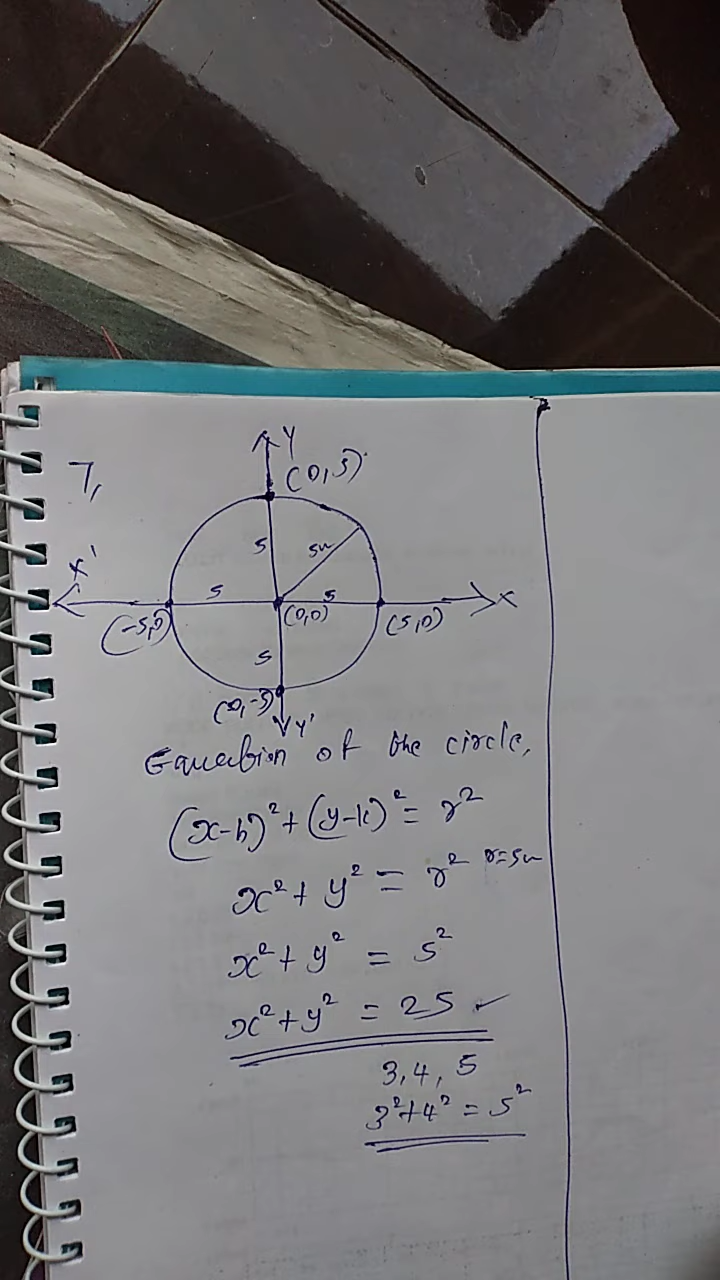 7,
Y
(0,5)
X'
5
5u
5
5
(0,0)
X
(-5,0)
(5,0)
5
(0,-5)
Y'
Equation of the circle,
(x-h)² + (y-k)² = r²
x² + y² = r² r=5u
x² + y² = 5²
x² + y² = 25 ✓
3, 4, 5
3²+4² = 5²